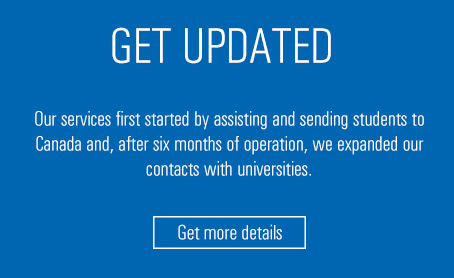 GET UPDATED
Our services first started by assisting and sending students to
Canada and, after six months of operation, we expanded our
contacts with universities.
Get more details